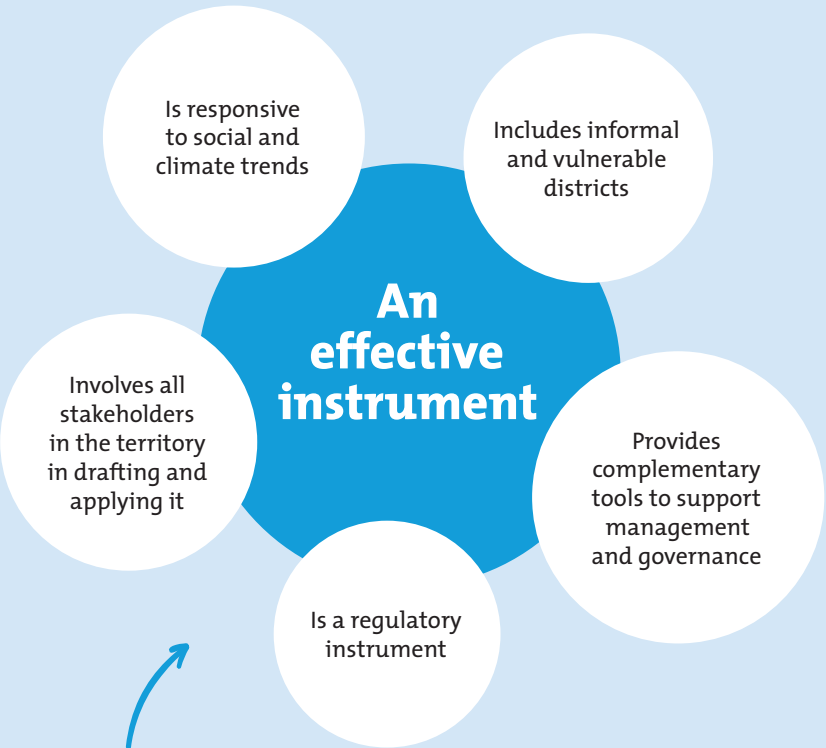 Is responsive
to social and
climate trends
Includes informal
and vulnerable
districts
An
effective
instrument
Involves all
stakeholders
in the territory
in drafting and
applying it
Provides
complementary
tools to support
management
and governance
Is a regulatory
instrument